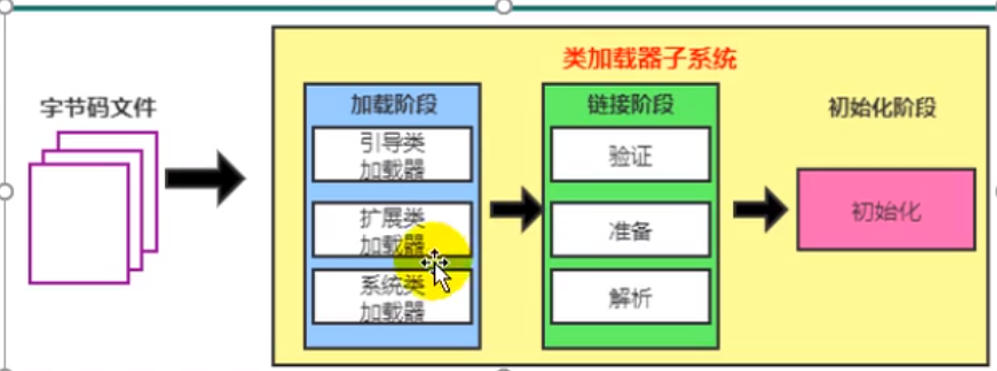 类加载器子系统
字节码文件
加载阶段
引导类
加载器
扩展类
加载器
系统类
加载器
链接阶段
验证
准备
解析
初始化阶段
初始化